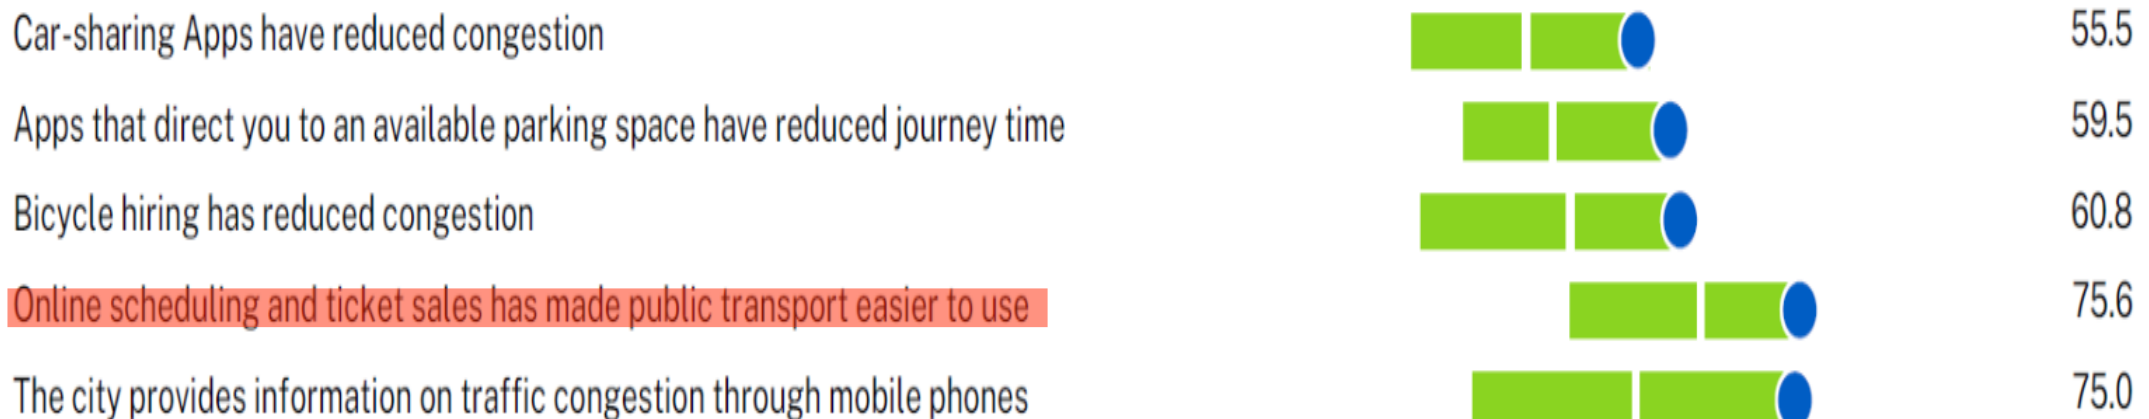 Car-sharing Apps have reduced congestion 55.5
Apps that direct you to an available parking space have reduced journey time 59.5
Bicycle hiring has reduced congestion 60.8
Online scheduling and ticket sales has made public transport easier to use 75.6
The city provides information on traffic congestion through mobile phones 75.0